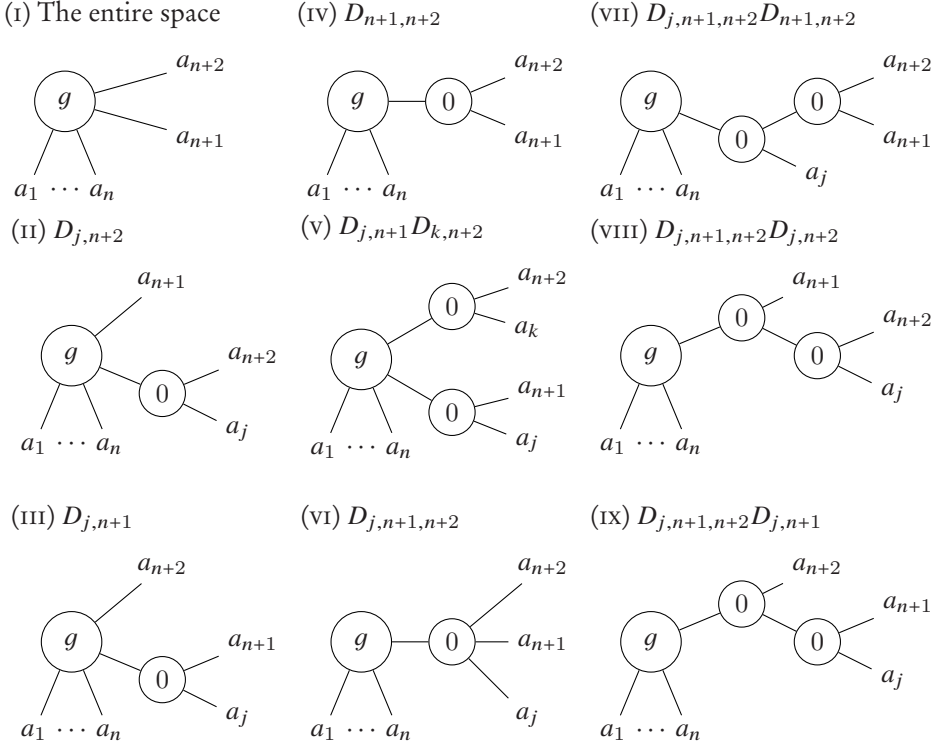 (I) The entire space
g
a_{n+2}
a_{n+1}
a_1 ⋯ a_n
(II) D_{j,n+2}
a_{n+1}
g
a_{n+2}
0
a_j
a_1 ⋯ a_n
(III) D_{j,n+1}
a_{n+2}
g
a_{n+1}
0
a_j
a_1 ⋯ a_n
(IV) D_{n+1,n+2}
a_{n+2}
g 0
a_{n+1}
a_1 ⋯ a_n
(V) D_{j,n+1}D_{k,n+2}
a_{n+2}
0
a_k
g
a_{n+1}
0
a_j
a_1 ⋯ a_n
(VI) D_{j,n+1,n+2}
a_{n+2}
g 0 a_{n+1}
a_j
a_1 ⋯ a_n
(VII) D_{j,n+1,n+2}D_{n+1,n+2}
a_{n+2}
g 0
a_{n+1}
0
a_j
a_1 ⋯ a_n
(VIII) D_{j,n+1,n+2}D_{j,n+2}
a_{n+1}
0
a_{n+2}
g 0
a_j
a_1 ⋯ a_n
(IX) D_{j,n+1,n+2}D_{j,n+1}
a_{n+2}
0
a_{n+1}
g 0
a_j
a_1 ⋯ a_n